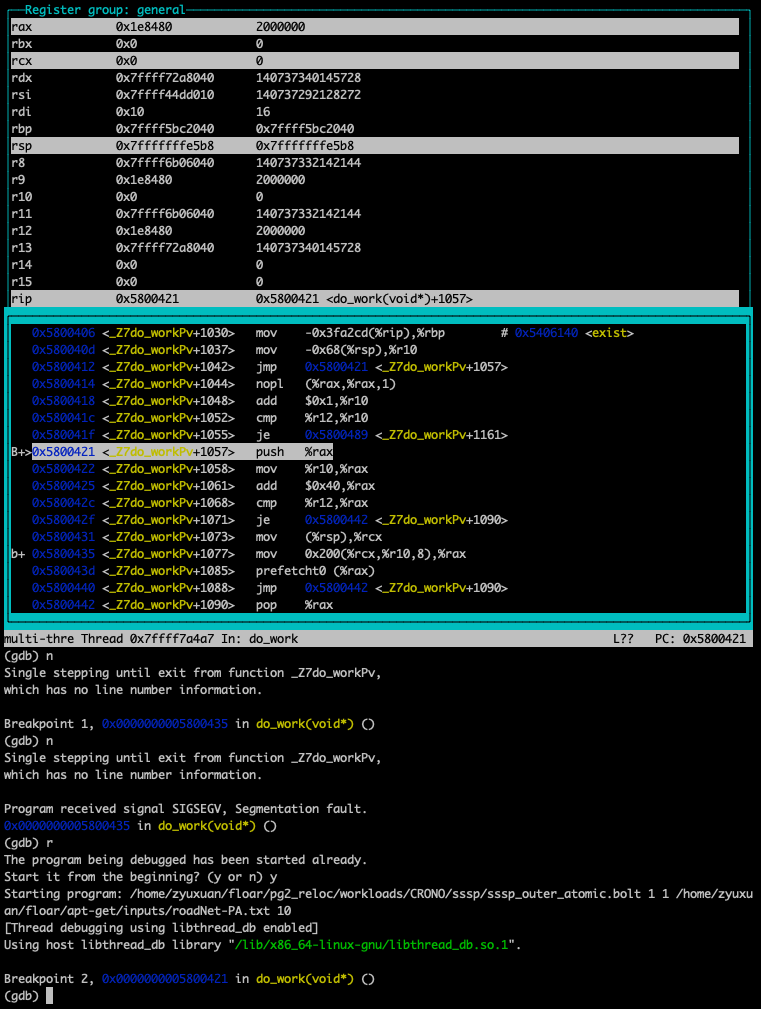 Register group: general
rax 0x1e8480 2000000
rbx 0x0 0
rcx 0x0 0
rdx 0x7ffff72a8040 140737340145728
rsi 0x7ffff44dd010 140737292128272
rdi 0x10 16
rbp 0x7ffff5bc2040 0x7ffff5bc2040
rsp 0x7fffffffe5b8 0x7fffffffe5b8
r8 0x7ffff6b06040 140737332142144
r9 0x1e8480 2000000
r10 0x0 0
r11 0x7ffff6b06040 140737332142144
r12 0x1e8480 2000000
r13 0x7ffff72a8040 140737340145728
r14 0x0 0
r15 0x0 0
rip 0x5800421 0x5800421 <do_work(void*)+1057>
0x5800406 <_Z7do_workPv+1030> mov -0x3fa2cd(%rip),%rbp # 0x5406140 <exist>
0x580040d <_Z7do_workPv+1037> mov -0x68(%rsp),%r10
0x5800412 <_Z7do_workPv+1042> jmp 0x5800421 <_Z7do_workPv+1057>
0x5800414 <_Z7do_workPv+1044> nopl (%rax,%rax,1)
0x5800418 <_Z7do_workPv+1048> add $0x1,%r10
0x580041c <_Z7do_workPv+1052> cmp %r12,%r10
0x580041f <_Z7do_workPv+1055> je 0x5800489 <_Z7do_workPv+1161>
B+>0x5800421 <_Z7do_workPv+1057> push %rax
0x5800422 <_Z7do_workPv+1058> mov %r10,%rax
0x5800425 <_Z7do_workPv+1061> add $0x40,%rax
0x580042c <_Z7do_workPv+1068> cmp %r12,%rax
0x580042f <_Z7do_workPv+1071> je 0x5800442 <_Z7do_workPv+1090>
0x5800431 <_Z7do_workPv+1073> mov (%rsp),%rcx
b+ 0x5800435 <_Z7do_workPv+1077> mov 0x200(%rcx,%r10,8),%rax
0x580043d <_Z7do_workPv+1085> prefetcht0 (%rax)
0x5800440 <_Z7do_workPv+1088> jmp 0x5800442 <_Z7do_workPv+1090>
0x5800442 <_Z7do_workPv+1090> pop %rax
multi-thre Thread 0x7ffff7a4a7 In: do_work L?? PC: 0x5800421
(gdb) n
Single stepping until exit from function _Z7do_workPv,
which has no line number information.
Breakpoint 1, 0x0000000005800435 in do_work(void*) ()
(gdb) n
Single stepping until exit from function _Z7do_workPv,
which has no line number information.
Program received signal SIGSEGV, Segmentation fault.
0x0000000005800435 in do_work(void*) ()
(gdb) r
The program being debugged has been started already.
Start it from the beginning? (y or n) y
Starting program: /home/zyuxuan/floar/pg2_reloc/workloads/CRONO/sssp/sssp_outer_atomic.bolt 1 1 /home/zyuxu
an/floar/apt-get/inputs/roadNet-PA.txt 10
[Thread debugging using libthread_db enabled]
Using host libthread_db library "/lib/x86_64-linux-gnu/libthread_db.so.1".
Breakpoint 2, 0x0000000005800421 in do_work(void*) ()
(gdb)